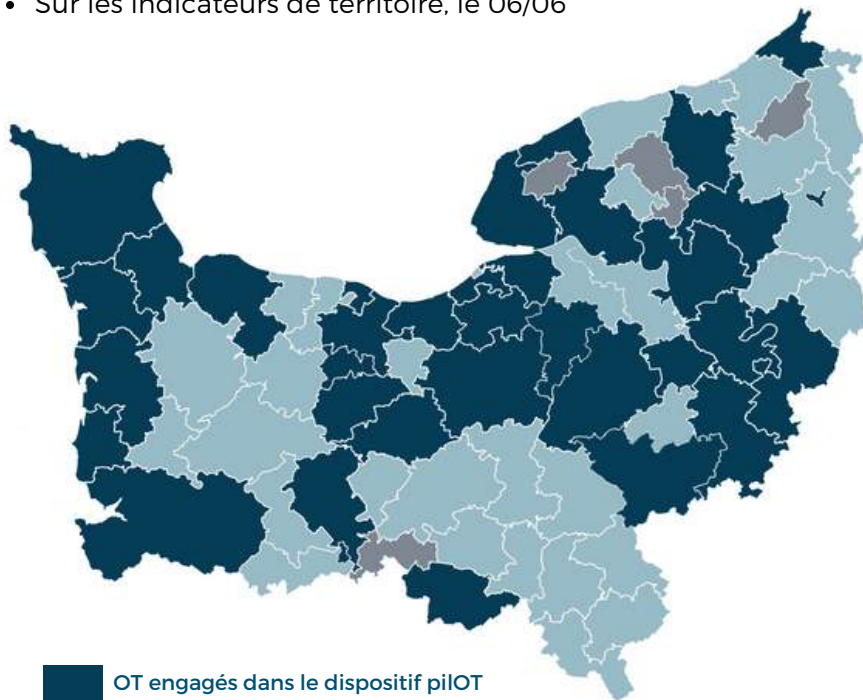 • Sur les indicateurs de territoire, le 06/06
OT engagés dans le dispositif pilOT